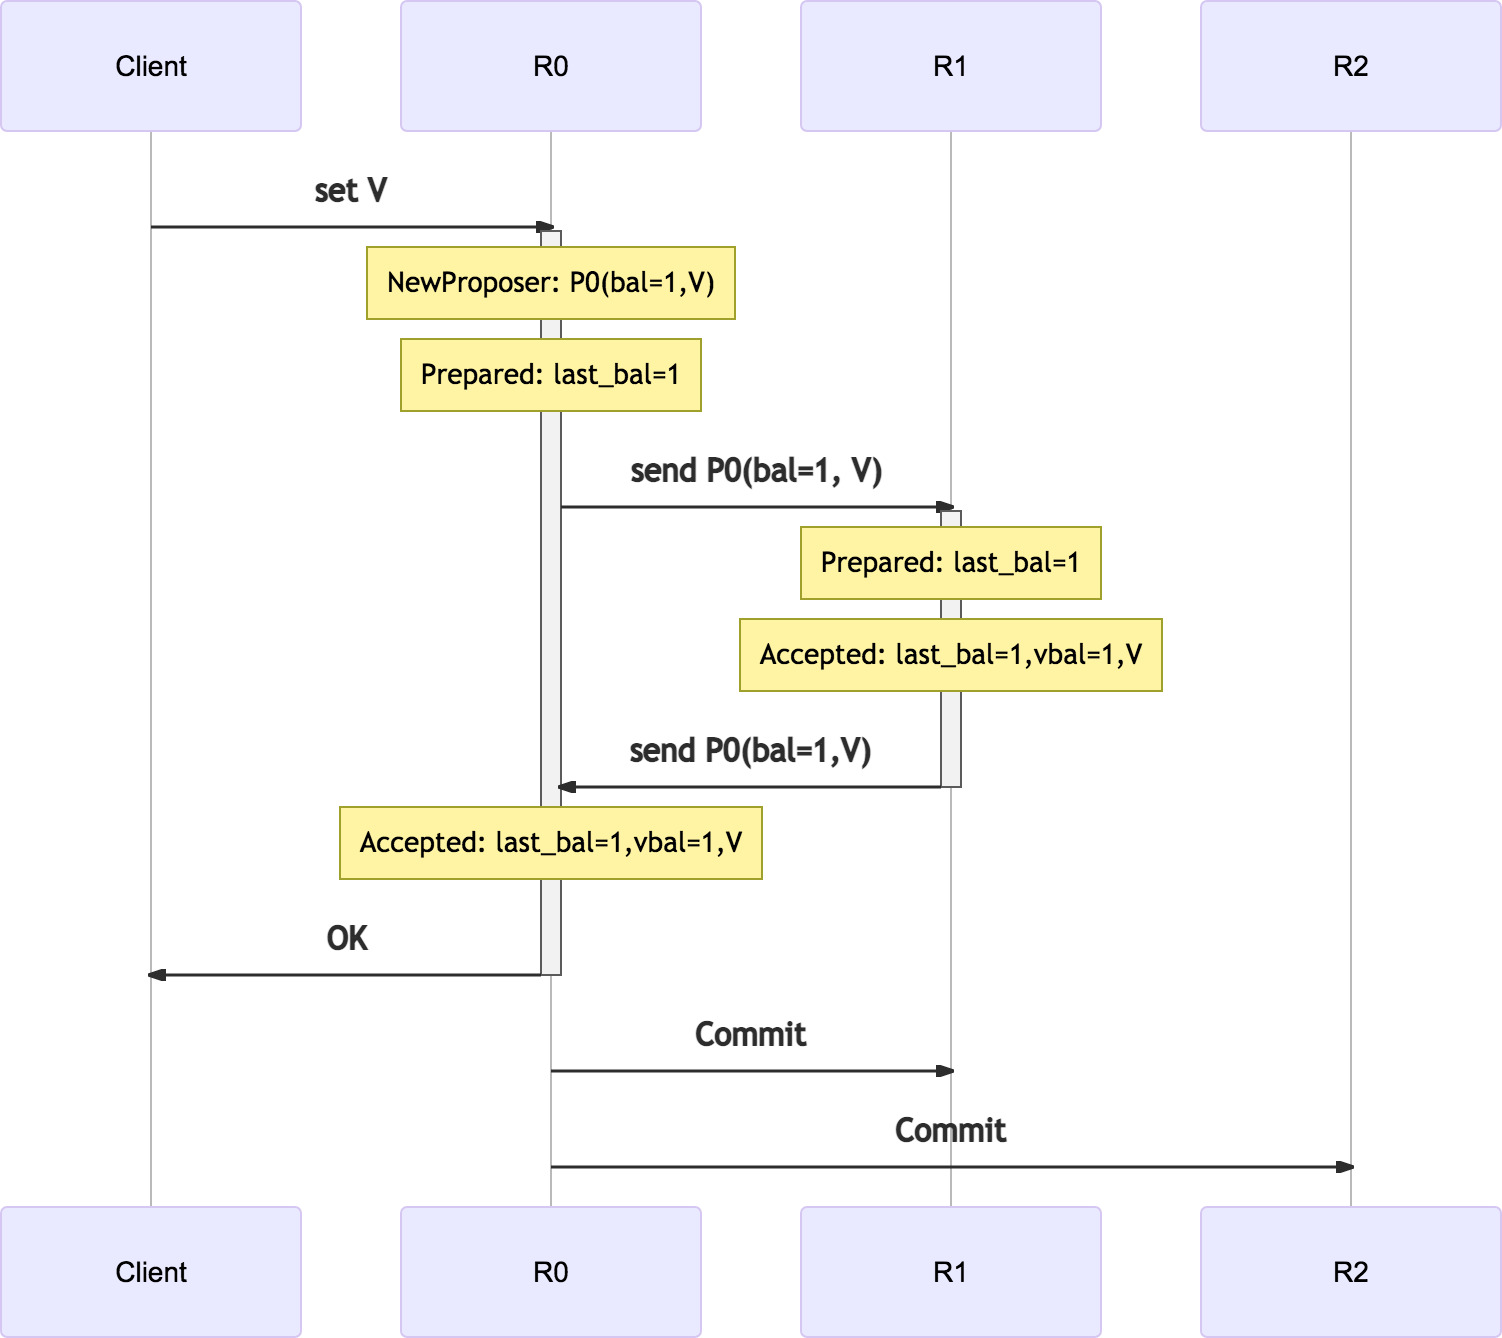 Client
R0
R1
R2
set V
NewProposer: P0(bal=1,V)
Prepared: last_bal=1
send P0(bal=1, V)
Prepared: last_bal=1
Accepted: last_bal=1,vbal=1,V
send P0(bal=1,V)
Accepted: last_bal=1,vbal=1,V
OK
Commit
Commit
Client
R0
R1
R2